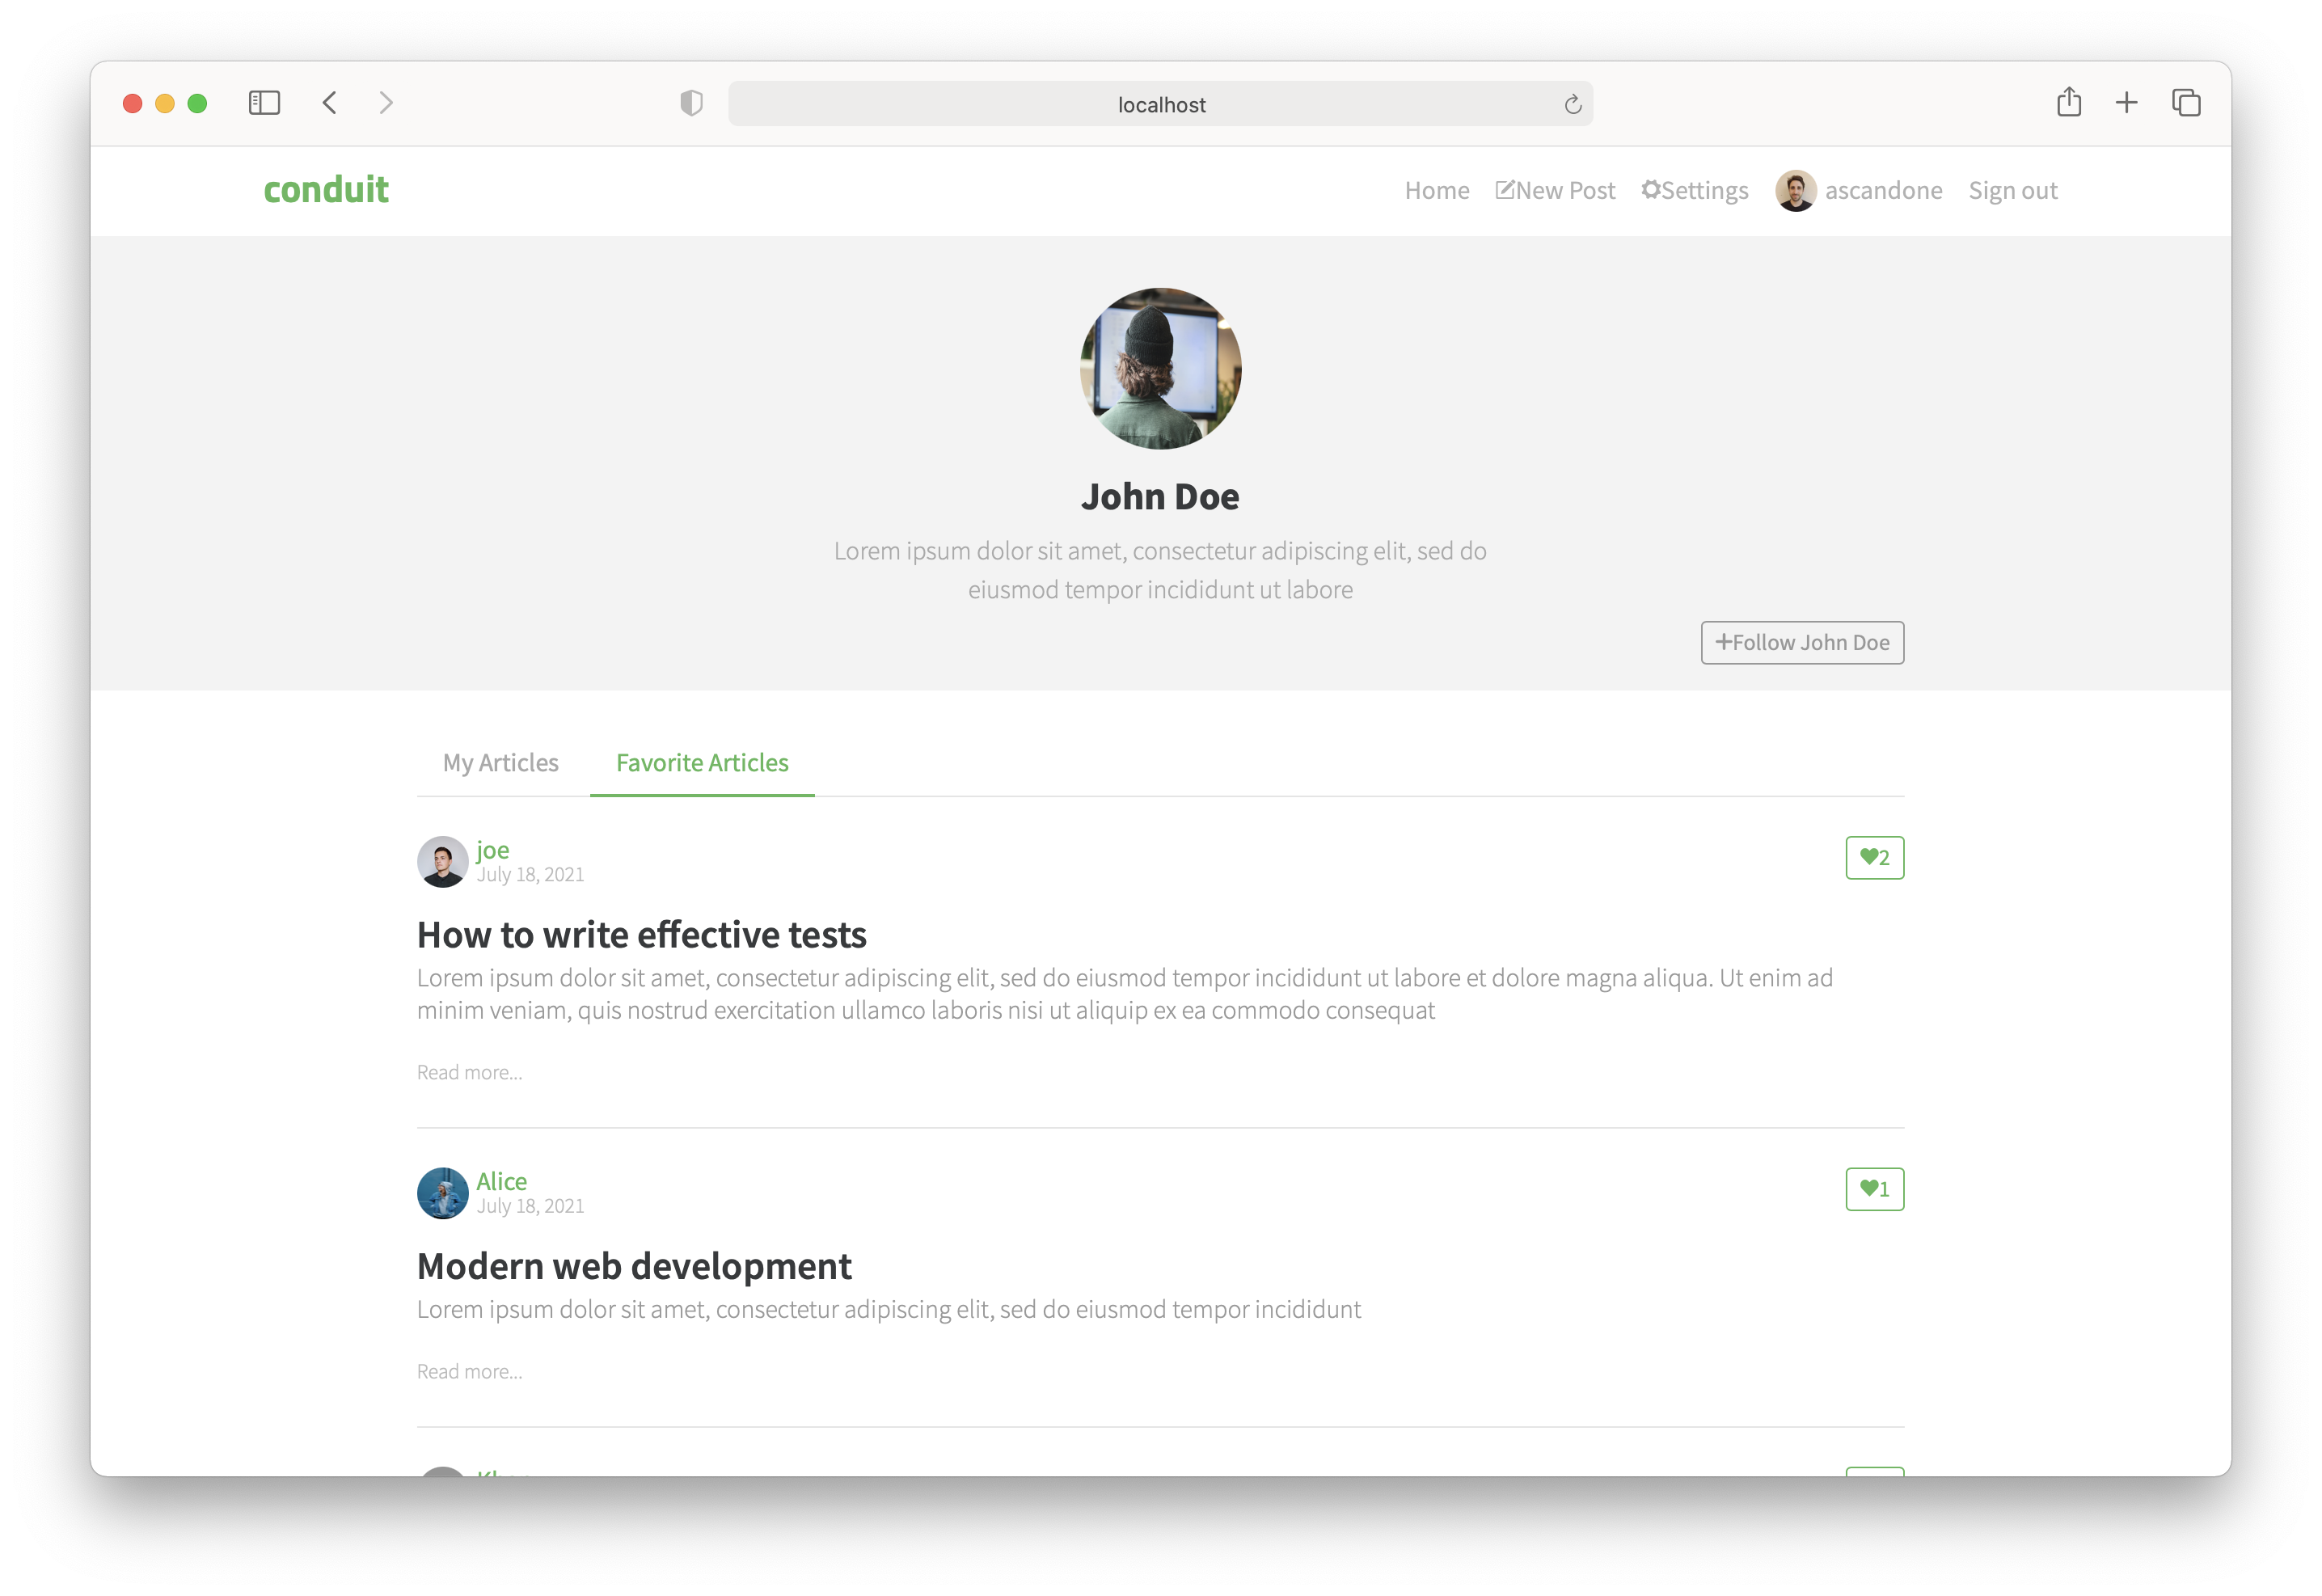 localhost
conduit
Home New Post Settings ascandone Sign out
John Doe
Lorem ipsum dolor sit amet, consectetur adipiscing elit, sed do
eiusmod tempor incididunt ut labore
Follow John Doe
My Articles Favorite Articles
joe
July 18, 2021
2
How to write effective tests
Lorem ipsum dolor sit amet, consectetur adipiscing elit, sed do eiusmod tempor incididunt ut labore et dolore magna aliqua. Ut enim ad
minim veniam, quis nostrud exercitation ullamco laboris nisi ut aliquip ex ea commodo consequat
Read more...
Alice
July 18, 2021
1
Modern web development
Lorem ipsum dolor sit amet, consectetur adipiscing elit, sed do eiusmod tempor incididunt
Read more...